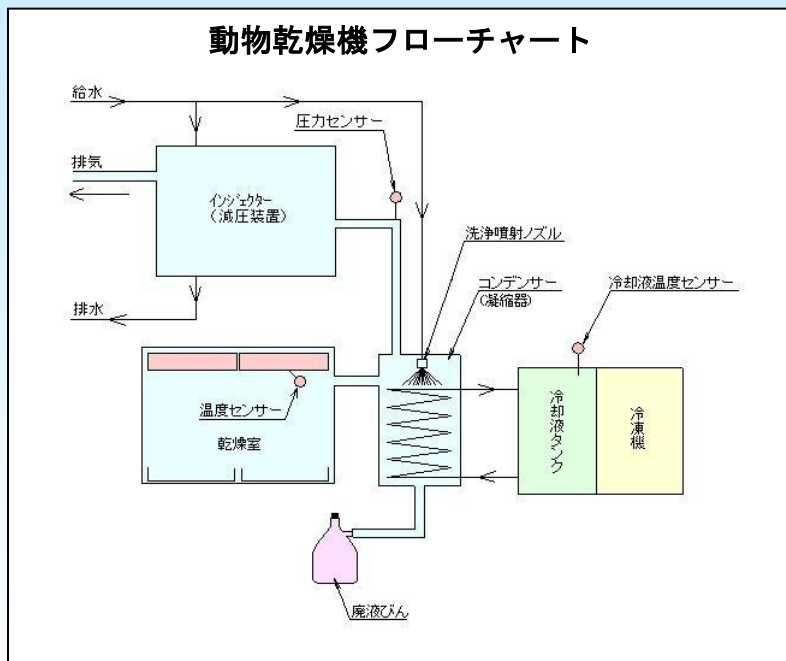 動物乾燥機フローチャート
給水
圧力センサー
排気
インジェクター
(減圧装置)
洗浄噴射ノズル
コンデンサー
(凝縮器)
冷却液温度センサー
排水
温度センサー
乾燥室
冷却液タンク
冷凍機
廃液びん